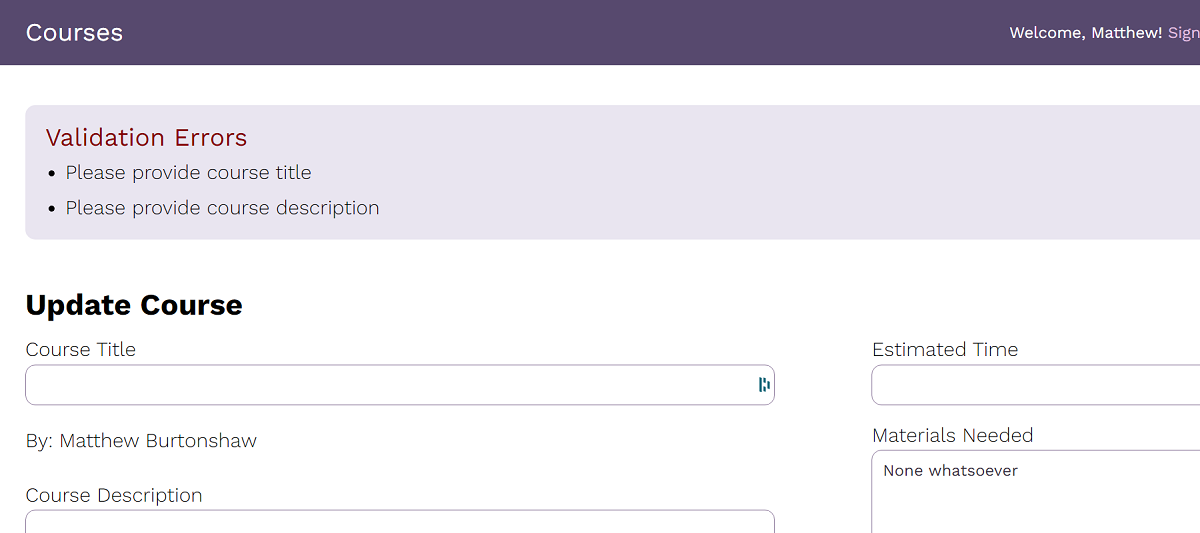 Courses
Welcome, Matthew! Sign
Validation Errors
Please provide course title
Please provide course description
Update Course
Course Title
Estimated Time
By: Matthew Burtonshaw
Materials Needed
None whatsoever
Course Description